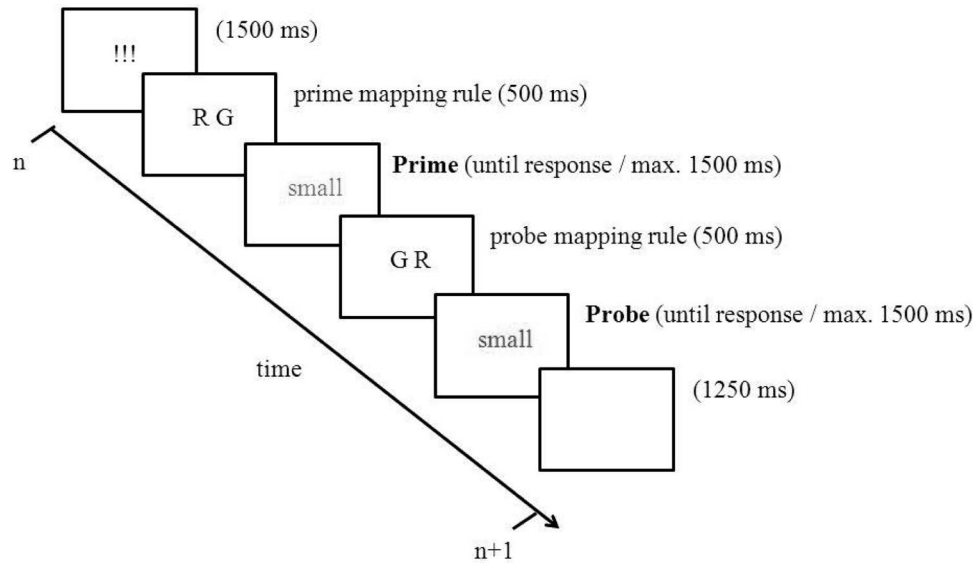 !!!
(1500 ms)
R G
prime mapping rule (500 ms)
n
small
Prime (until response / max. 1500 ms)
G R
probe mapping rule (500 ms)
small
Probe (until response / max. 1500 ms)
time
(1250 ms)
n+1